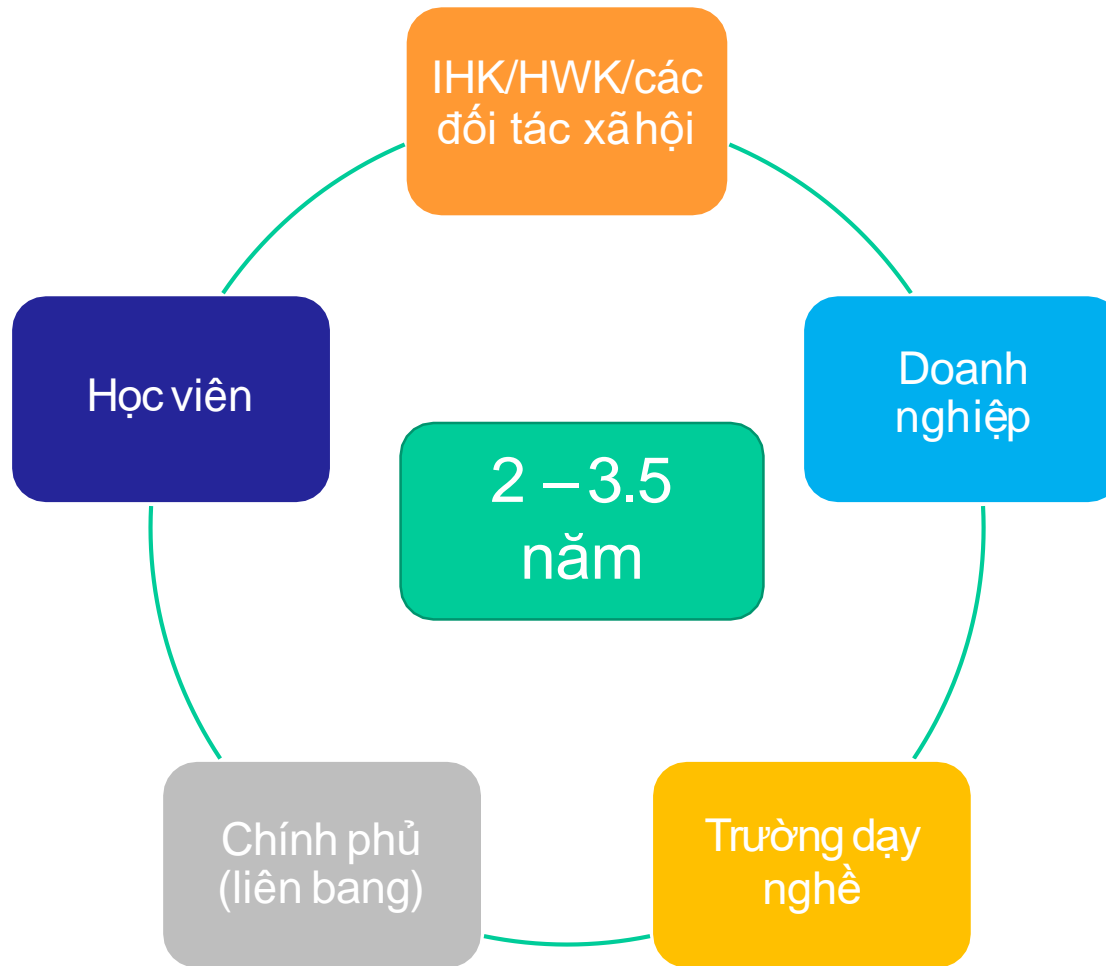 IHK/HWK/các
đối tác xã hội
Học viên
Doanh
nghiệp
2 – 3.5
năm
Chính phủ
(liên bang)
Trường dạy
nghề